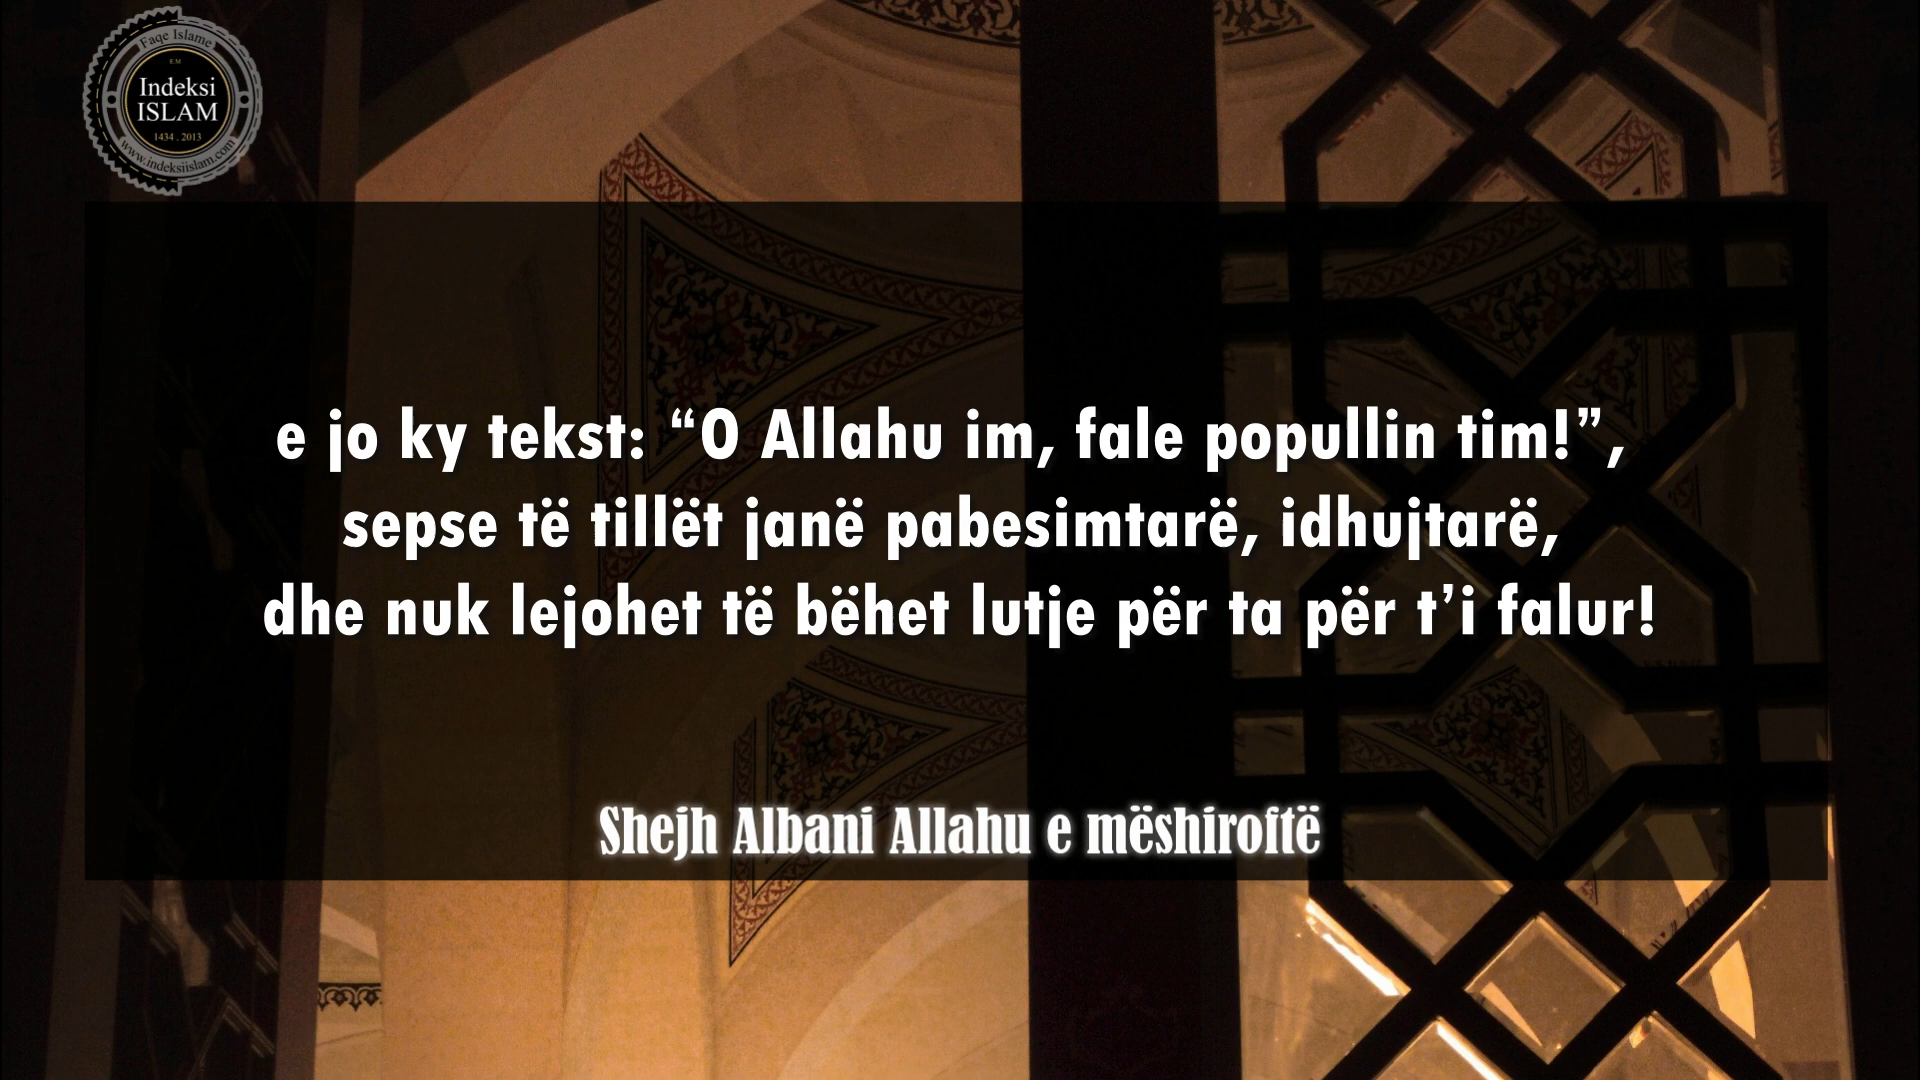 Faqe Islame
E.M
Indeksi
ISLAM
1434 . 2013
www.indeksiislam.com
e jo ky tekst: “O Allahu im, fale popullin tim!”,
sepse të tillët janë pabesimtarë, idhujtarë,
dhe nuk lejohet të bëhet lutje për ta për t’i falur!
Shejh Albani Allahu e mëshiroftë